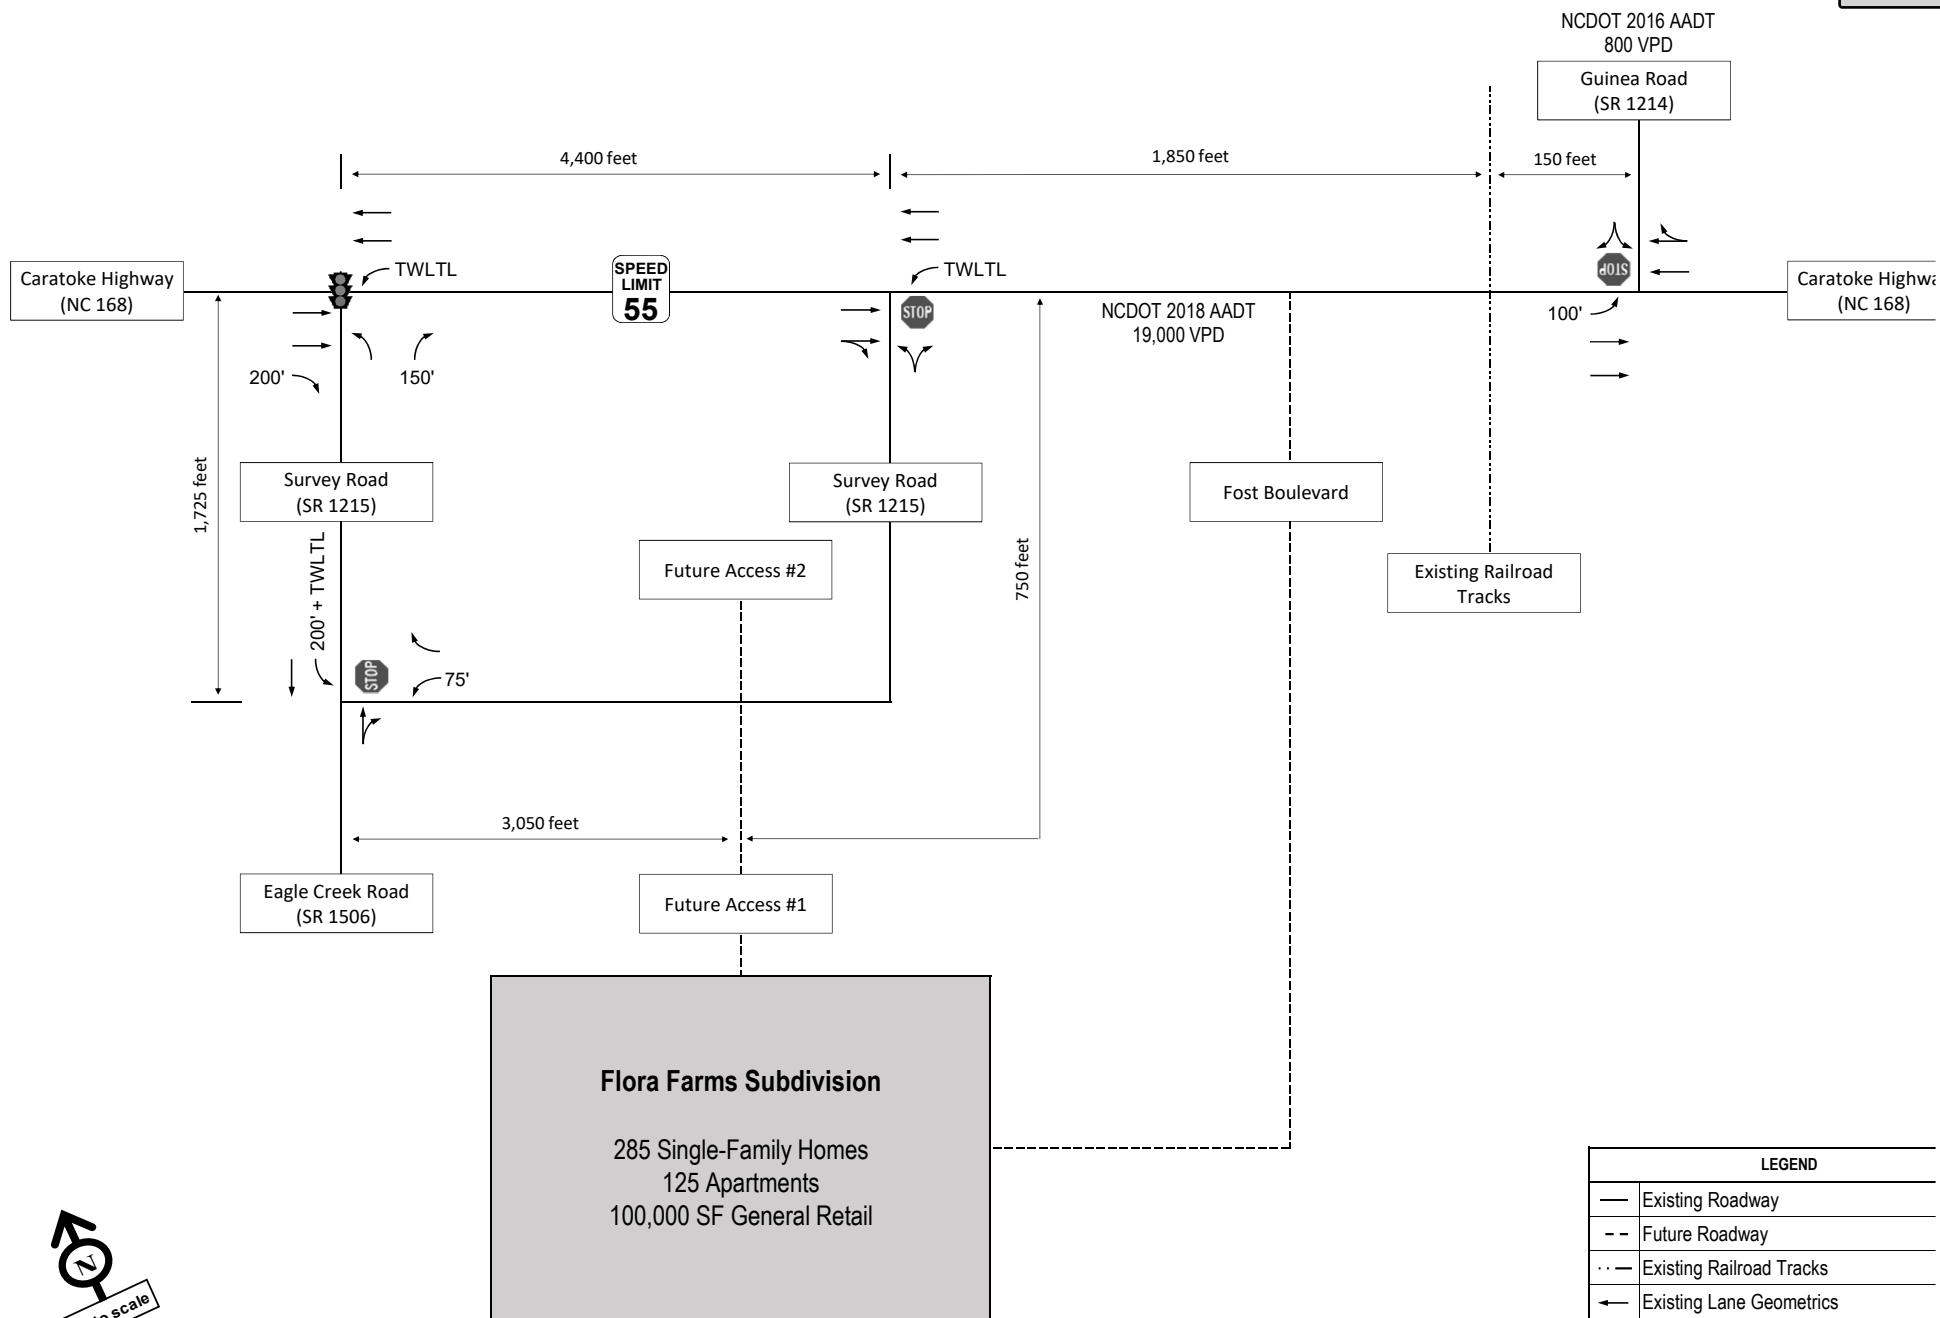 NCDOT 2016 AADT
800 VPD
Guinea Road
(SR 1214)
4,400 feet
1,850 feet
150 feet
Caratoke Highway
(NC 168)
TWLTL
SPEED
LIMIT
55
TWLTL
STOP
NCDOT 2018 AADT
19,000 VPD
STOP
100'
Caratoke Highwa
(NC 168)
200'
150'
1,725 feet
Survey Road
(SR 1215)
Survey Road
(SR 1215)
Fost Boulevard
200' + TWLTL
Future Access #2
750 feet
Existing Railroad
Tracks
STOP
75'
3,050 feet
Eagle Creek Road
(SR 1506)
Future Access #1
Flora Farms Subdivision
285 Single-Family Homes
125 Apartments
100,000 SF General Retail
N
scale
LEGEND
Existing Roadway
Future Roadway
Existing Railroad Tracks
Existing Lane Geometrics